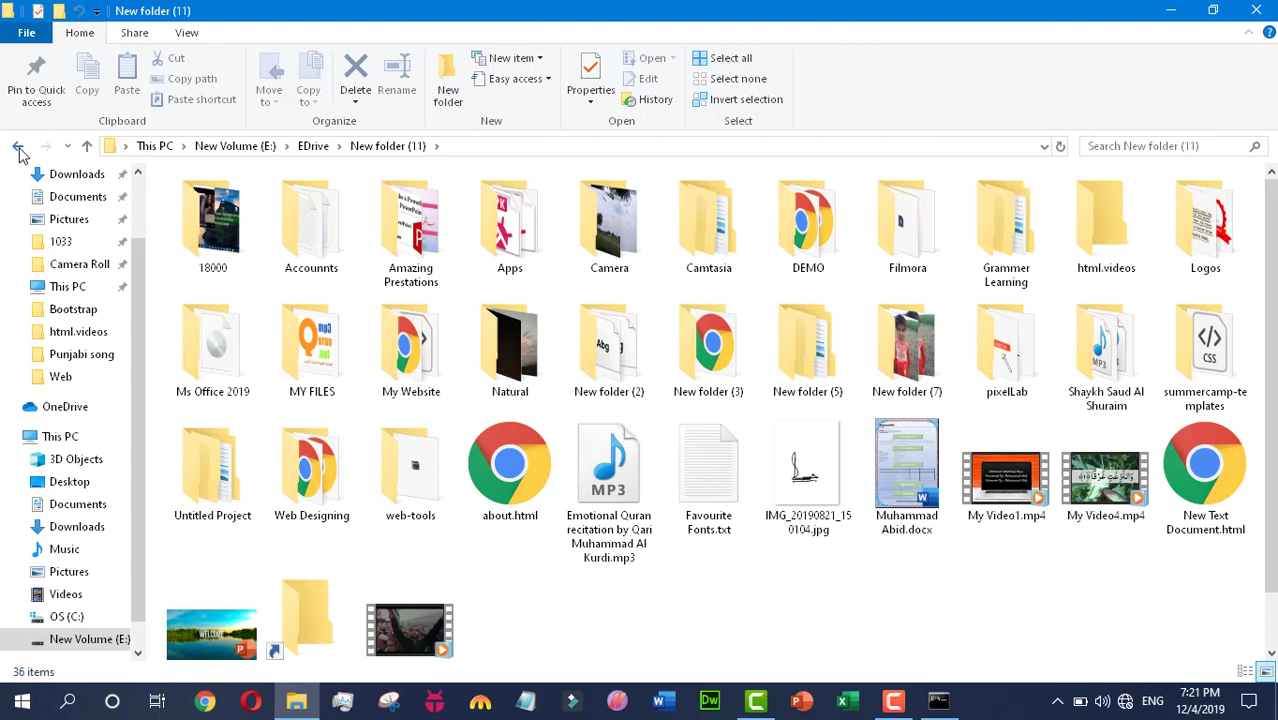 New folder (11)
File Home Share View
Pin to Quick access
Copy
Paste
Cut
Copy path
Paste shortcut
Clipboard
Move to
Copy to
Delete
Rename
Organize
New folder
New item
Easy access
New
Properties
Open
Edit
History
Open
Select all
Select none
Invert selection
Select
This PC New Volume (E:) EDrive New folder (11)
Search New folder (11)
Downloads
Documents
Pictures
1033
Camera Roll
This PC
Bootstrap
html.videos
Punjabi song
Web
OneDrive
This PC
3D Objects
Desktop
Documents
Downloads
Music
Pictures
Videos
OS (C:)
New Volume (E:)
18000
Accounnts
Amazing
Prestations
Apps
Camera
Camtasia
DEMO
Filmora
Grammer
Learning
html.videos
Logos
Ms Office 2019
MY FILES
My Website
Natural
New folder (2)
New folder (3)
New folder (5)
New folder (7)
pixelLab
Shaykh Saud Al
Shuraim
summercamp-te
mplates
Untitled Project
Web Designing
web-tools
about.html
MP3
Emotional Quran
recitation by Qari
Muhammad Al
Kurdi.mp3
Favourite
Fonts.txt
IMG_20190821_15
0104.jpg
Muhammad
Abid.docx
My Video1.mp4
My Video4.mp4
New Text
Document.html
WELCOME
36 items
ENG
7:21 PM
12/4/2019